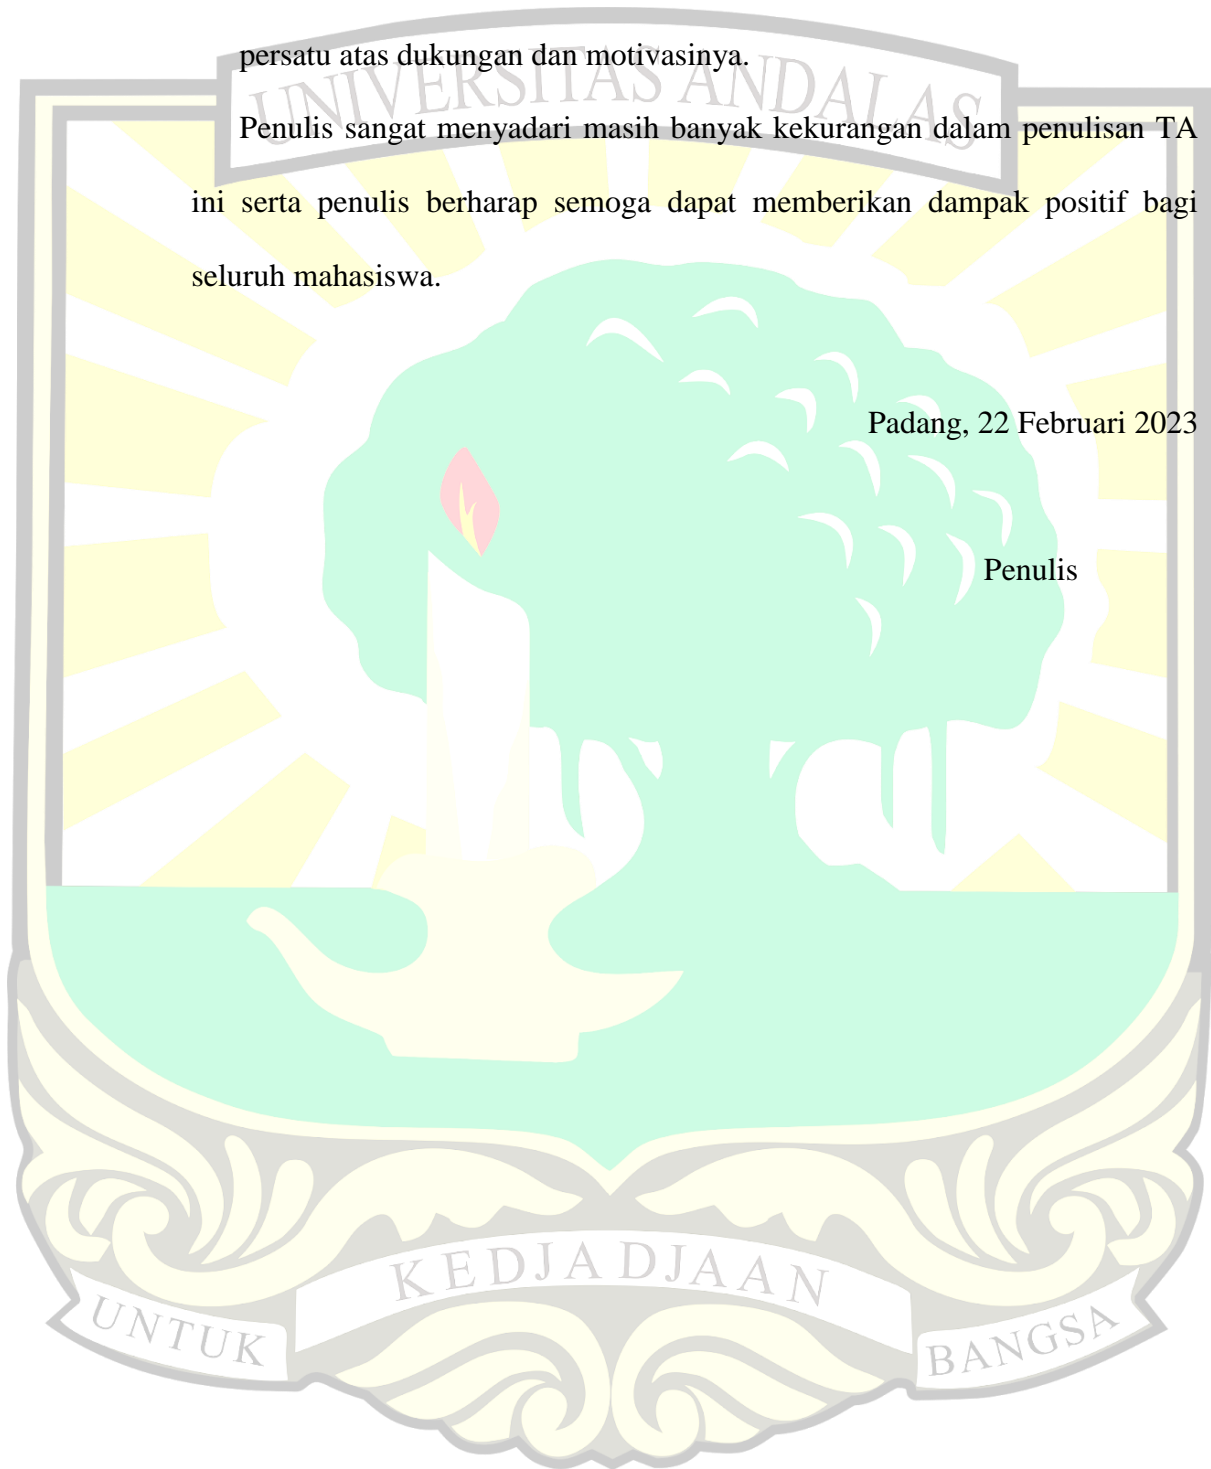 persatu atas dukungan dan motivasinya.
UNIVERSITAS ANDALAS
Penulis sangat menyadari masih banyak kekurangan dalam penulisan TA
ini serta penulis berharap semoga dapat memberikan dampak positif bagi
seluruh mahasiswa.
Padang, 22 Februari 2023
Penulis
UNTUK KEDJADJAAN BANGSA